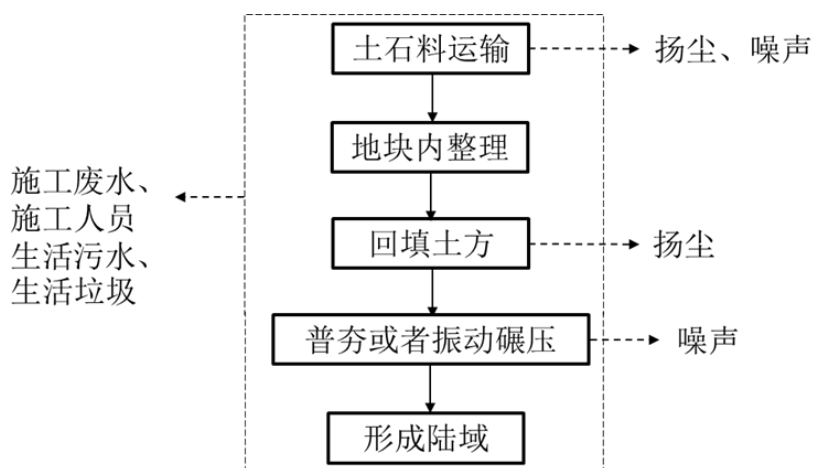 土石料运输
扬尘、噪声
地块内整理
施工废水、
施工人员
生活污水、
生活垃圾
回填土方
扬尘
普夯或者振动碾压
噪声
形成陆域